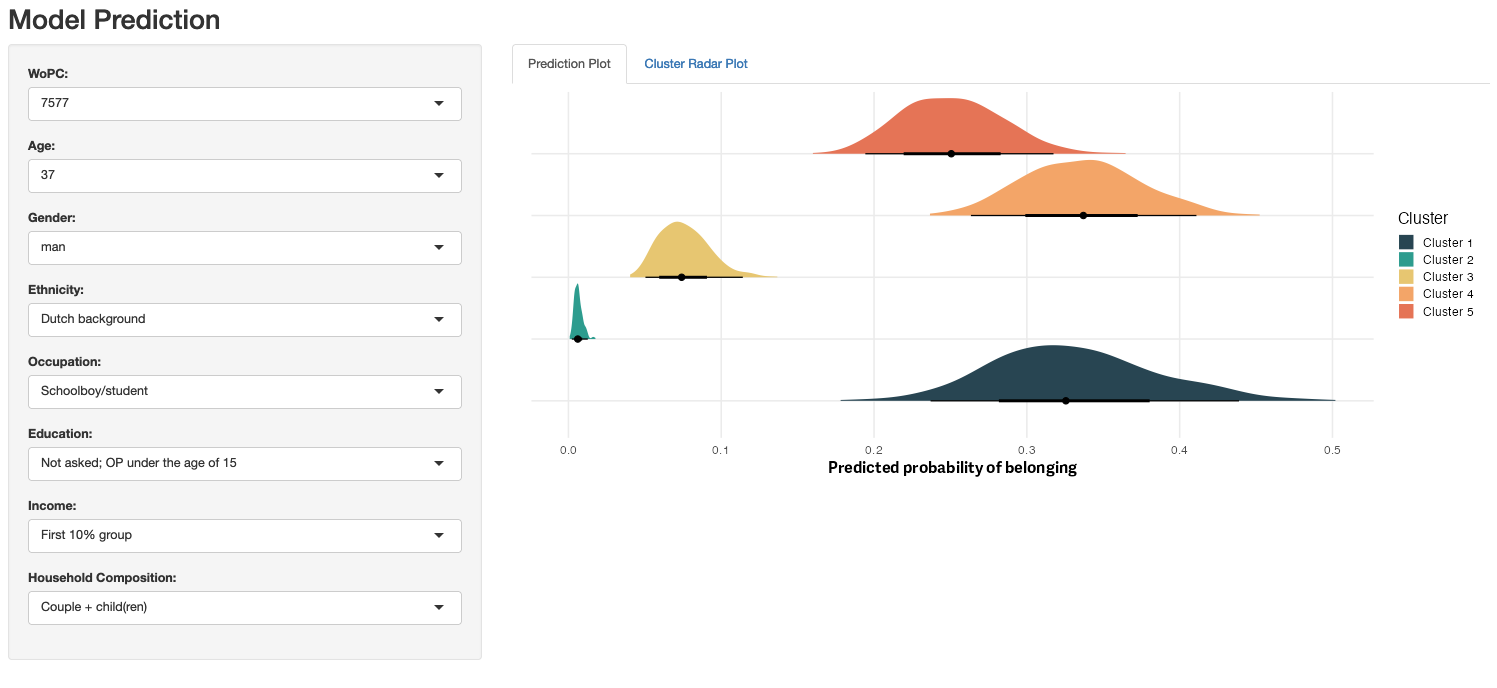 Model Prediction
WoPC:
7577
Age:
37
Gender:
man
Ethnicity:
Dutch background
Occupation:
Schoolboy/student
Education:
Not asked; OP under the age of 15
Income:
First 10% group
Household Composition:
Couple + child(ren)
Prediction Plot
Cluster Radar Plot
0.0 0.1 0.2 0.3 0.4 0.5
Predicted probability of belonging
Cluster
Cluster 1
Cluster 2
Cluster 3
Cluster 4
Cluster 5